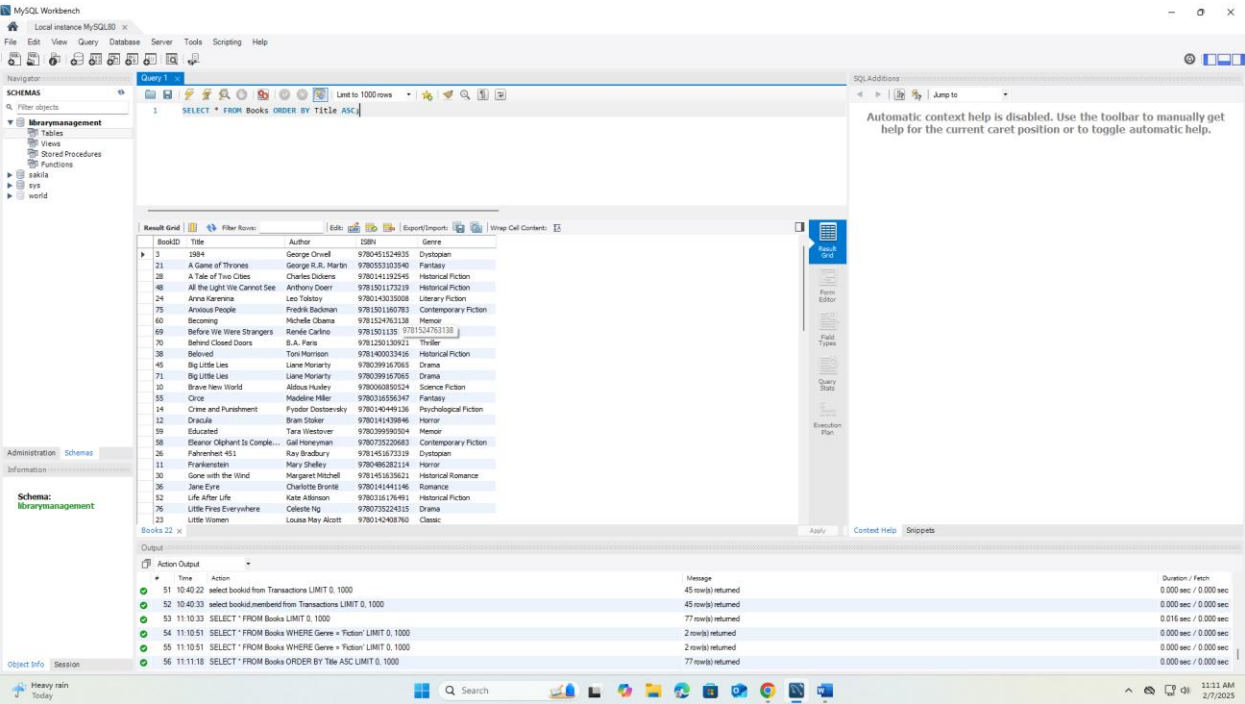 MySQL Workbench
Local instance MySQL80 ×
File Edit View Query Database Server Tools Scripting Help
Navigator
SCHEMAS
Filter objects
librarymanagement
Tables
Views
Stored Procedures
Functions
sakila
sys
world
Administration Schemas
Information
Schema:
librarymanagement
Object Info Session
Query 1 ×
Limit to 1000 rows
1 SELECT * FROM Books ORDER BY Title ASC;
Result Grid Filter Rows: Edit: Export/Import: Wrap Cell Content:
BookID Title Author ISBN Genre
3 1984 George Orwell 9780451524935 Dystopian
21 A Game of Thrones George R.R. Martin 9780553103540 Fantasy
28 A Tale of Two Cities Charles Dickens 9780141192545 Historical Fiction
48 All the Light We Cannot See Anthony Doerr 9781501173219 Historical Fiction
24 Anna Karenina Leo Tolstoy 9780143035008 Literary Fiction
75 Anxious People Fredrik Backman 9781501160783 Contemporary Fiction
60 Becoming Michelle Obama 9781524763138 Memoir
69 Before We Were Strangers Renée Carlino 9781501135 9781524763138
70 Behind Closed Doors B.A. Paris 9781250130921 Thriller
38 Beloved Toni Morrison 9781400033416 Historical Fiction
45 Big Little Lies Liane Moriarty 9780399167065 Drama
71 Big Little Lies Liane Moriarty 9780399167065 Drama
10 Brave New World Aldous Huxley 9780060850524 Science Fiction
55 Circe Madeline Miller 9780316556347 Fantasy
14 Crime and Punishment Fyodor Dostoevsky 9780140449136 Psychological Fiction
12 Dracula Bram Stoker 9780141439846 Horror
59 Educated Tara Westover 9780399590504 Memoir
58 Eleanor Oliphant Is Comple... Gail Honeyman 9780735220683 Contemporary Fiction
26 Fahrenheit 451 Ray Bradbury 9781451673319 Dystopian
11 Frankenstein Mary Shelley 9780486282114 Horror
30 Gone with the Wind Margaret Mitchell 9781451635621 Historical Romance
36 Jane Eyre Charlotte Brontë 9780141441146 Romance
52 Life After Life Kate Atkinson 9780316176491 Historical Fiction
76 Little Fires Everywhere Celeste Ng 9780735224315 Drama
23 Little Women Louisa May Alcott 9780142408760 Classic
Result Grid
Form Editor
Field Types
Query Stats
Execution Plan
Books 22 ×
Apply
SQLAdditions
Jump to
Automatic context help is disabled. Use the toolbar to manually get
help for the current caret position or to toggle automatic help.
Context Help Snippets
Output
Action Output
# Time Action Message Duration / Fetch
51 10:40:22 select bookid from Transactions LIMIT 0, 1000 45 row(s) returned 0.000 sec / 0.000 sec
52 10:40:33 select bookid,memberid from Transactions LIMIT 0, 1000 45 row(s) returned 0.000 sec / 0.000 sec
53 11:10:33 SELECT * FROM Books LIMIT 0, 1000 77 row(s) returned 0.016 sec / 0.000 sec
54 11:10:51 SELECT * FROM Books WHERE Genre = 'Fiction' LIMIT 0, 1000 2 row(s) returned 0.000 sec / 0.000 sec
55 11:10:51 SELECT * FROM Books WHERE Genre = 'Fiction' LIMIT 0, 1000 2 row(s) returned 0.000 sec / 0.000 sec
56 11:11:18 SELECT * FROM Books ORDER BY Title ASC LIMIT 0, 1000 77 row(s) returned 0.000 sec / 0.000 sec
Heavy rain
Today
Search
11:11 AM
2/7/2025